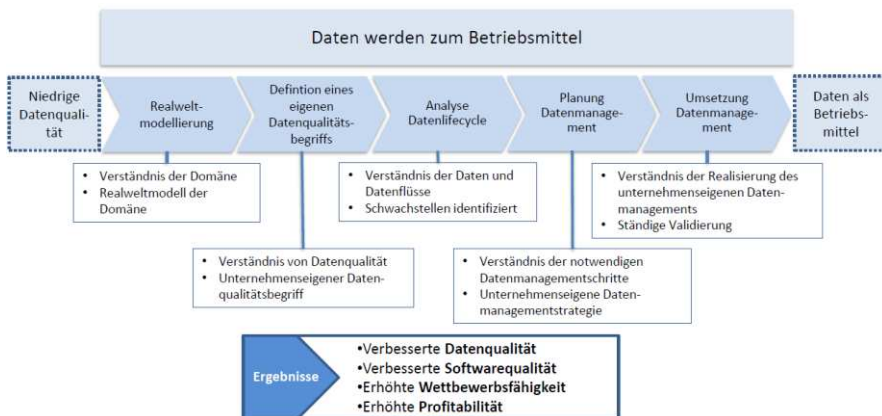 Daten werden zum Betriebsmittel
Niedrige
Datenquali-
tät
Realwelt-
modellierung
Defintion eines
eigenen
Datenqualitäts-
begriffs
Analyse
Datenlifecycle
Planung
Datenmanage-
ment
Umsetzung
Datenmanage-
ment
Daten als
Betriebs-
mittel
• Verständnis der Domäne
• Realweltmodell der
Domäne
• Verständnis der Daten und
Datenflüsse
• Schwachstellen identifiziert
• Verständnis der Realisierung des
unternehmenseigenen Daten-
managements
• Ständige Validierung
• Verständnis von Datenqualität
• Unternehmenseigener Daten-
qualitätsbegriff
• Verständnis der notwendigen
Datenmanagementschritte
• Unternehmenseigene Daten-
managementstrategie
Ergebnisse
•Verbesserte Datenqualität
•Verbesserte Softwarequalität
•Erhöhte Wettbewerbsfähigkeit
•Erhöhte Profitabilität